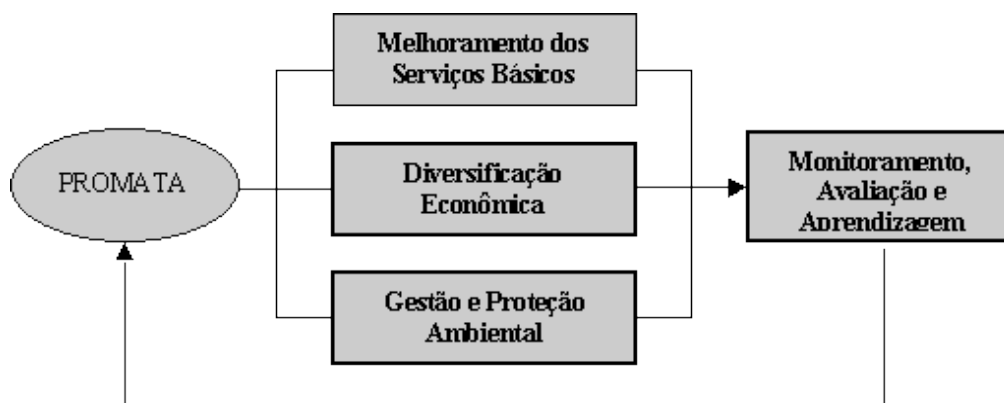 PROMATA
Melhoramento dos
Serviços Básicos
Diversificação
Econômica
Gestão e Proteção
Ambiental
Monitoramento,
Avaliação e
Aprendizagem